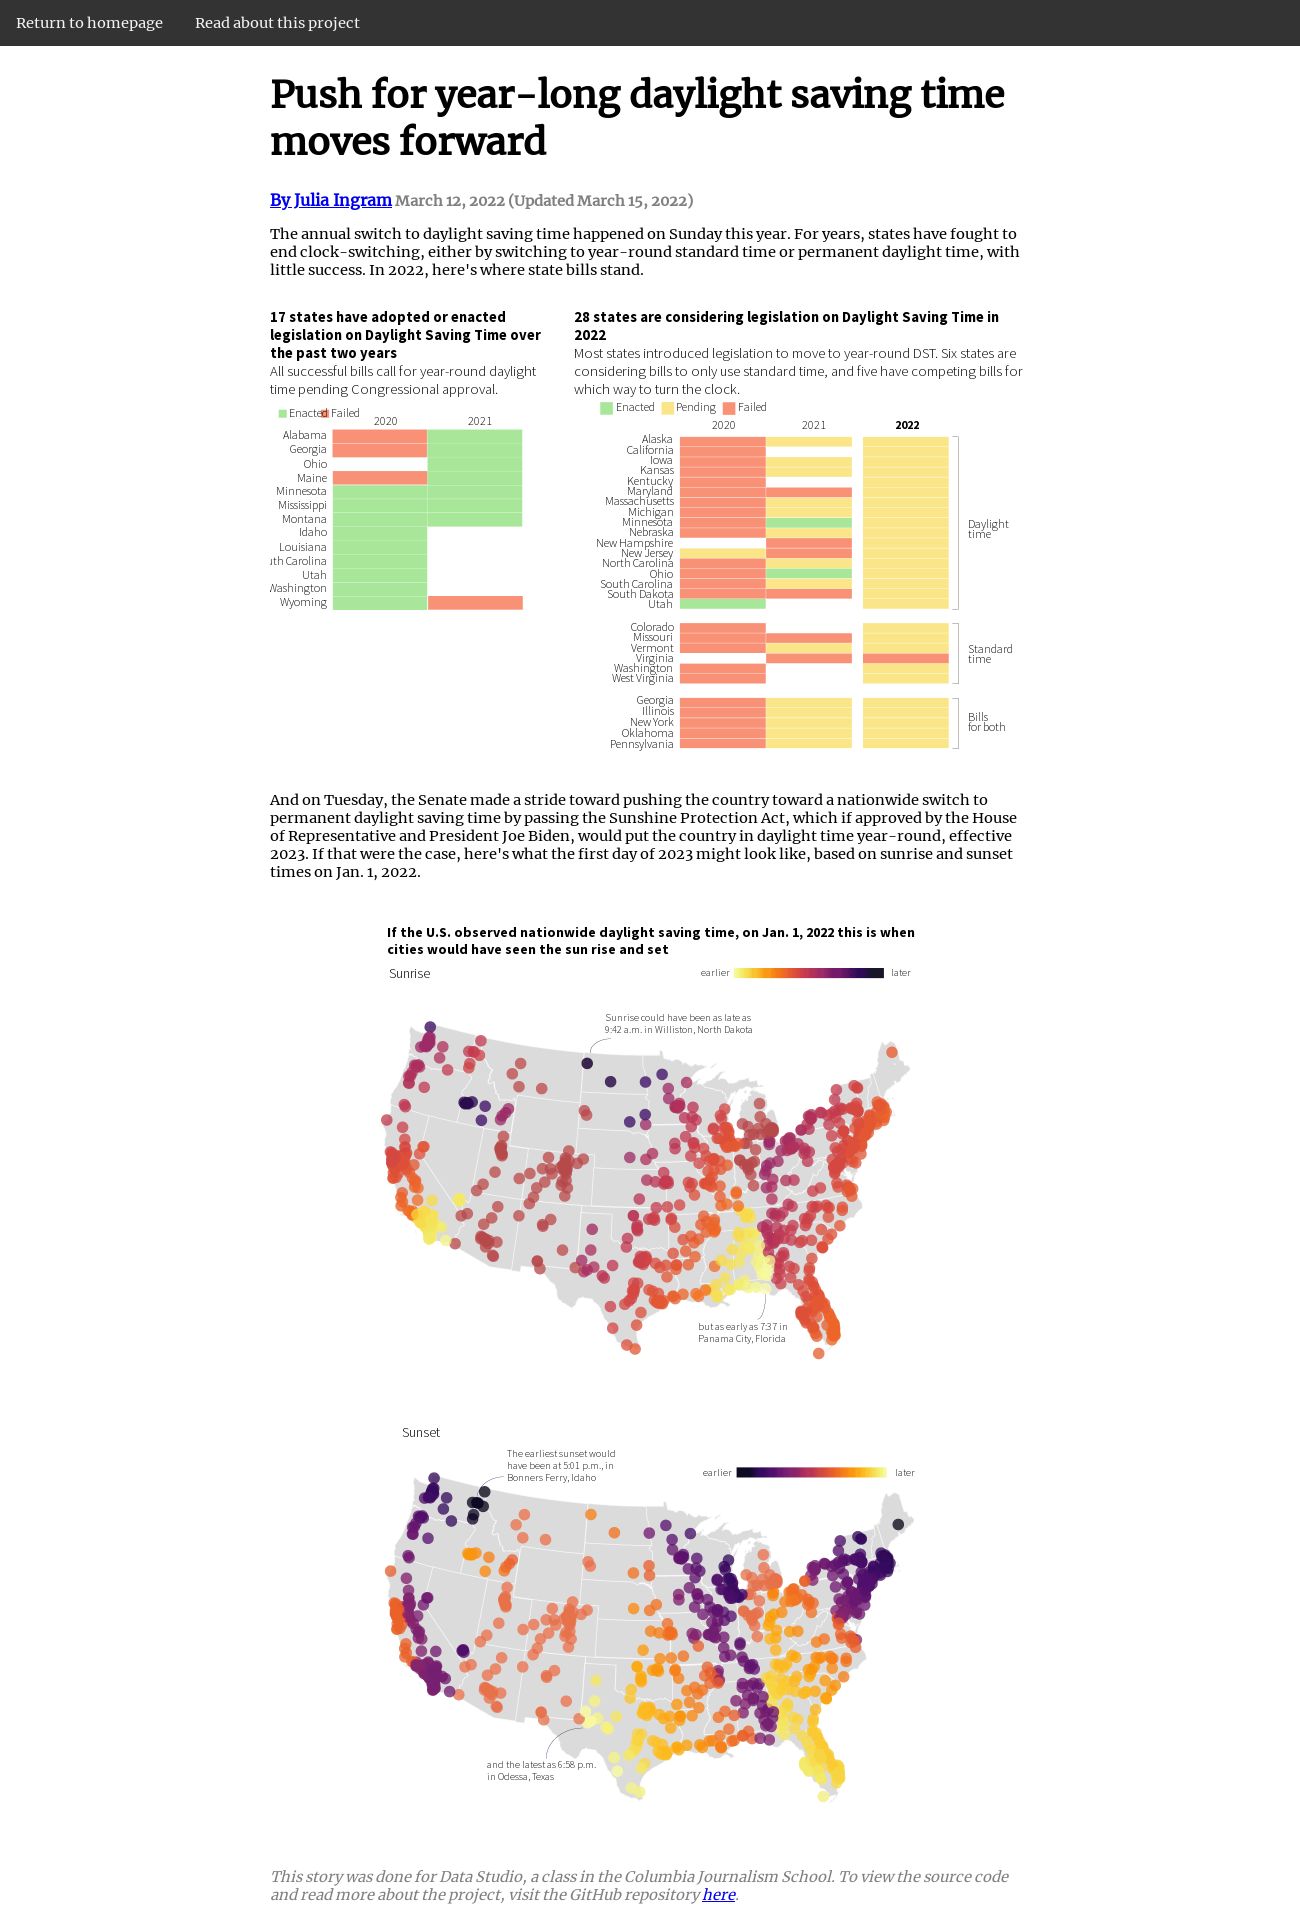 Return to homepage
Read about this project
Push for year-long daylight saving time
moves forward
By Julia Ingram March 12, 2022 (Updated March 15, 2022)
The annual switch to daylight saving time happened on Sunday this year. For years, states have fought to
end clock-switching, either by switching to year-round standard time or permanent daylight time, with
little success. In 2022, here's where state bills stand.
17 states have adopted or enacted
legislation on Daylight Saving Time over
the past two years
All successful bills call for year-round daylight
time pending Congressional approval.
Enacted Failed
2020 2021
Alabama
Georgia
Ohio
Maine
Minnesota
Mississippi
Montana
Idaho
Louisiana
uth Carolina
Utah
Washington
Wyoming
28 states are considering legislation on Daylight Saving Time in
2022
Most states introduced legislation to move to year-round DST. Six states are
considering bills to only use standard time, and five have competing bills for
which way to turn the clock.
Enacted Pending Failed
2020 2021 2022
Alaska
California
Iowa
Kansas
Kentucky
Maryland
Massachusetts
Michigan
Minnesota
Nebraska
New Hampshire
New Jersey
North Carolina
Ohio
South Carolina
South Dakota
Utah
Daylight
time
Colorado
Missouri
Vermont
Virginia
Washington
West Virginia
Standard
time
Georgia
Illinois
New York
Oklahoma
Pennsylvania
Bills
for both
And on Tuesday, the Senate made a stride toward pushing the country toward a nationwide switch to
permanent daylight saving time by passing the Sunshine Protection Act, which if approved by the House
of Representative and President Joe Biden, would put the country in daylight time year-round, effective
2023. If that were the case, here's what the first day of 2023 might look like, based on sunrise and sunset
times on Jan. 1, 2022.
If the U.S. observed nationwide daylight saving time, on Jan. 1, 2022 this is when
cities would have seen the sun rise and set
Sunrise
earlier later
Sunrise could have been as late as
9:42 a.m. in Williston, North Dakota
but as early as 7:37 in
Panama City, Florida
Sunset
The earliest sunset would
have been at 5:01 p.m., in
Bonners Ferry, Idaho
earlier later
and the latest as 6:58 p.m.
in Odessa, Texas
This story was done for Data Studio, a class in the Columbia Journalism School. To view the source code
and read more about the project, visit the GitHub repository here.